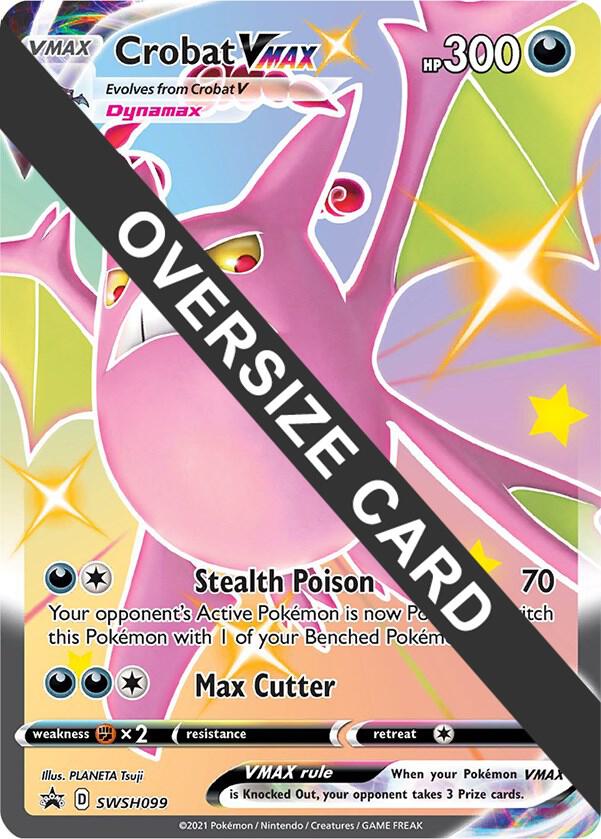 VMAX
Crobat VMAX
HP 300
Evolves from Crobat V
Dynamax
OVERSIZE CARD
Stealth Poison 70
Your opponent's Active Pokémon is now Po itch
this Pokémon with 1 of your Benched Pokém
Max Cutter
weakness ×2 resistance retreat
Illus. PLANETA Tsuji
VMAX rule
When your Pokémon VMAX
is Knocked Out, your opponent takes 3 Prize cards.
D SWSH099
©2021 Pokémon / Nintendo / Creatures / GAME FREAK